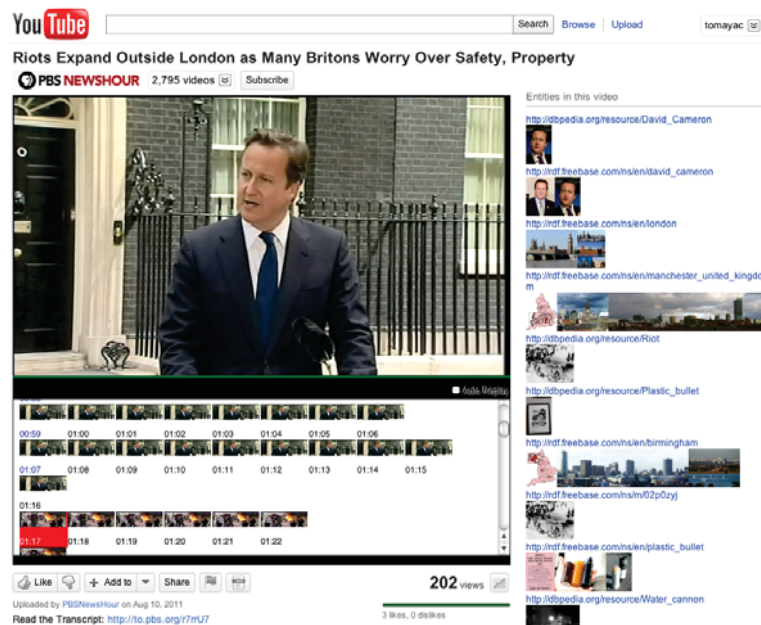 You Tube
Search Browse Upload tomayac
Riots Expand Outside London as Many Britons Worry Over Safety, Property
PBS NEWSHOUR 2,795 videos Subscribe
Entities in this video
http://dbpedia.org/resource/David_Cameron
http://rdf.freebase.com/ns/en/david_cameron
http://rdf.freebase.com/ns/en/london
http://rdf.freebase.com/ns/en/manchester_united_kingdo
m
http://dbpedia.org/resource/Riot
http://dbpedia.org/resource/Plastic_bullet
http://rdf.freebase.com/ns/en/birmingham
http://rdf.freebase.com/ns/m/02p0zyj
http://rdf.freebase.com/ns/en/plastic_bullet
http://dbpedia.org/resource/Water_cannon
00:59 01:00 01:01 01:02 01:03 01:04 01:05 01:06
01:07 01:08 01:09 01:10 01:11 01:12 01:13 01:14 01:15
01:16
01:17 01:18 01:19 01:20 01:21 01:22
Like Add to Share 202 views
Uploaded by PBSNewsHour on Aug 10, 2011
3 likes, 0 dislikes
Read the Transcript: http://to.pbs.org/r7rrU7